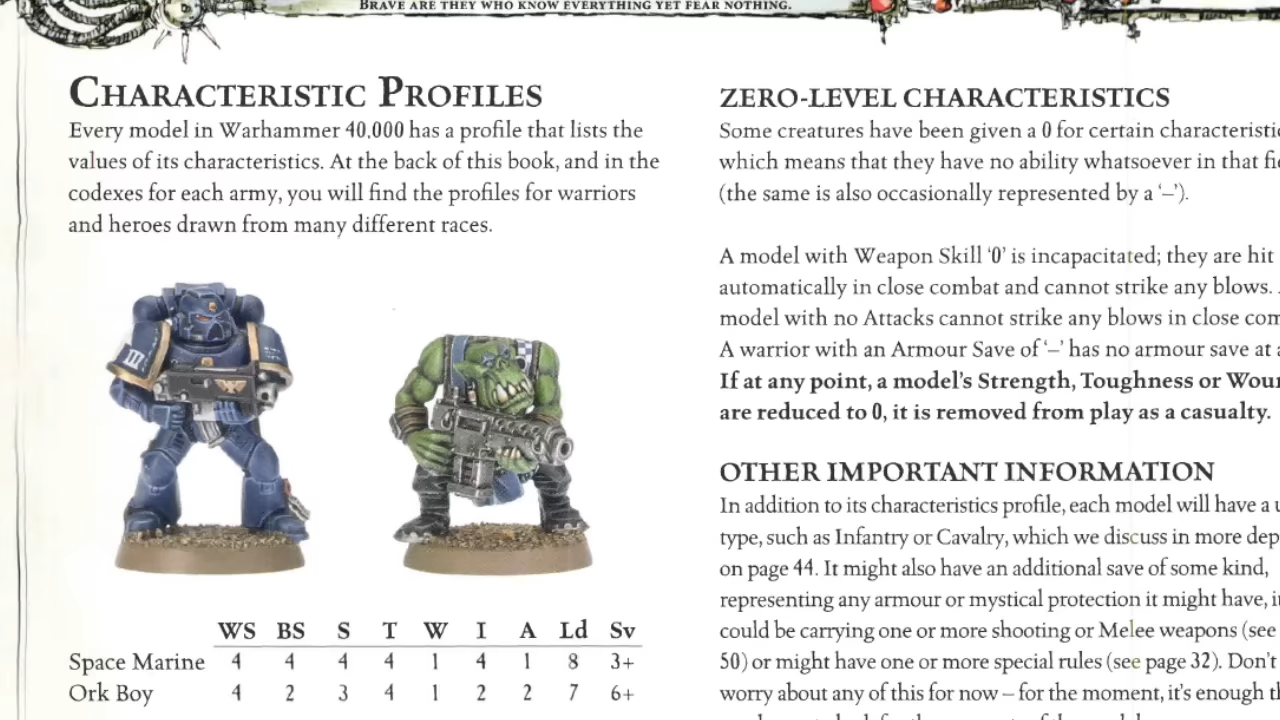 BRAVE ARE THEY WHO KNOW EVERYTHING YET FEAR NOTHING.
CHARACTERISTIC PROFILES
Every model in Warhammer 40,000 has a profile that lists the
values of its characteristics. At the back of this book, and in the
codexes for each army, you will find the profiles for warriors
and heroes drawn from many different races.
III
WS BS S T W I A Ld Sv
Space Marine 4 4 4 4 1 4 1 8 3+
Ork Boy 4 2 3 4 1 2 2 7 6+
ZERO-LEVEL CHARACTERISTICS
Some creatures have been given a 0 for certain
which means that they have no ability whatsoever in that
(the same is also occasionally represented by a ‘–’).
A model with Weapon Skill ‘0’ is incapacitated; they are hit
automatically in close combat and cannot strike any blows.
model with no Attacks cannot strike any blows in close
A warrior with an Armour Save of ‘–’ has no armour save at
If at any point, a model's Strength, Toughness or
are reduced to 0, it is removed from play as a casualty.
OTHER IMPORTANT INFORMATION
In addition to its characteristics profile, each model will have a
type, such as Infantry or Cavalry, which we discuss in more
on page 44. It might also have an additional save of some kind,
representing any armour or mystical protection it might have,
could be carrying one or more shooting or Melee weapons (see
50) or might have one or more special rules (see page 32). Don't
worry about any of this for now – for the moment, it's enough